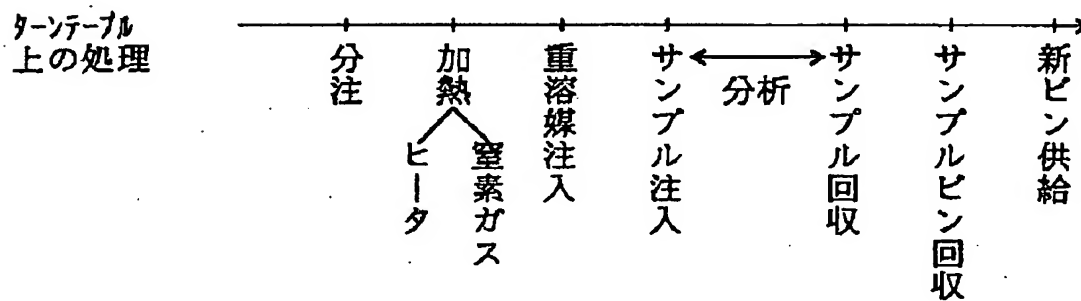 ターンテーブル
上の処理
分注
加熱
ヒータ
窒素ガス
重溶媒注入
サンプル注入
分析
サンプル回収
サンプルビン回収
新ビン供給